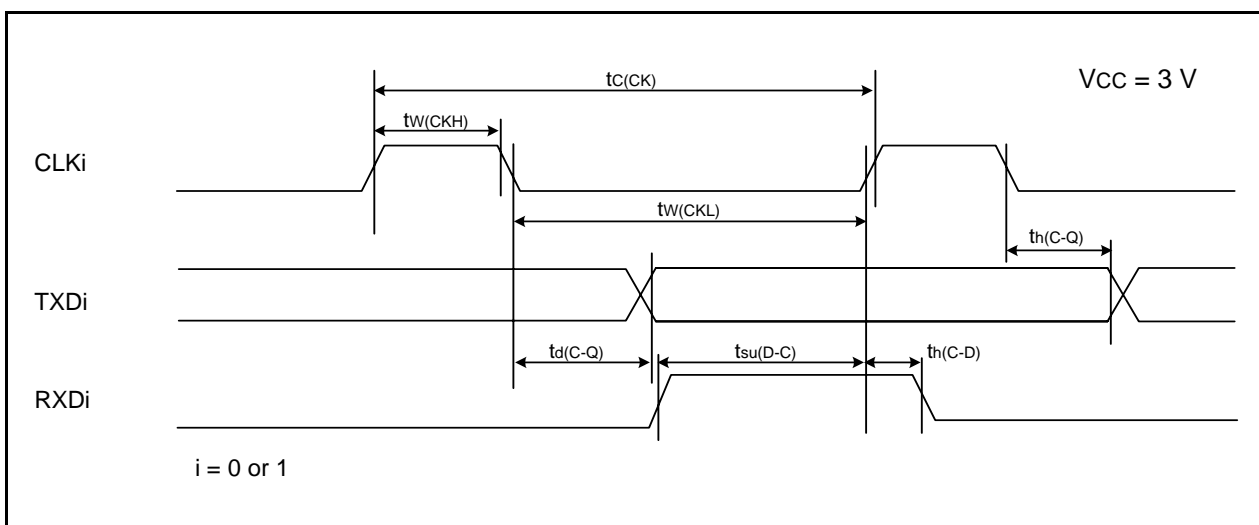 tC(CK)
VCC = 3 V
tW(CKH)
CLKi
tW(CKL)
th(C-Q)
TXDi
td(C-Q)
tsu(D-C)
th(C-D)
RXDi
i = 0 or 1